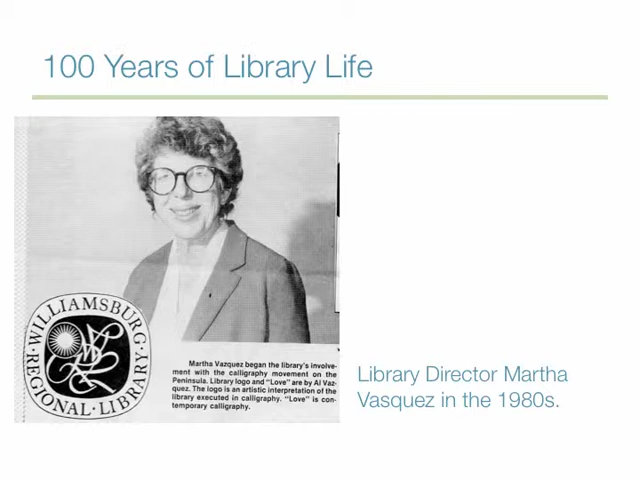 100 Years of Library Life
WILLIAMSBURG
REGIONAL · LIBRARY
Martha Vazquez began the library's involve-
ment with the calligraphy movement on the
Peninsula. Library logo and "Love" are by Al Vaz-
quez. The logo is an artistic interpretation of the
library executed in calligraphy. "Love" is con-
temporary calligraphy.
Library Director Martha
Vasquez in the 1980s.